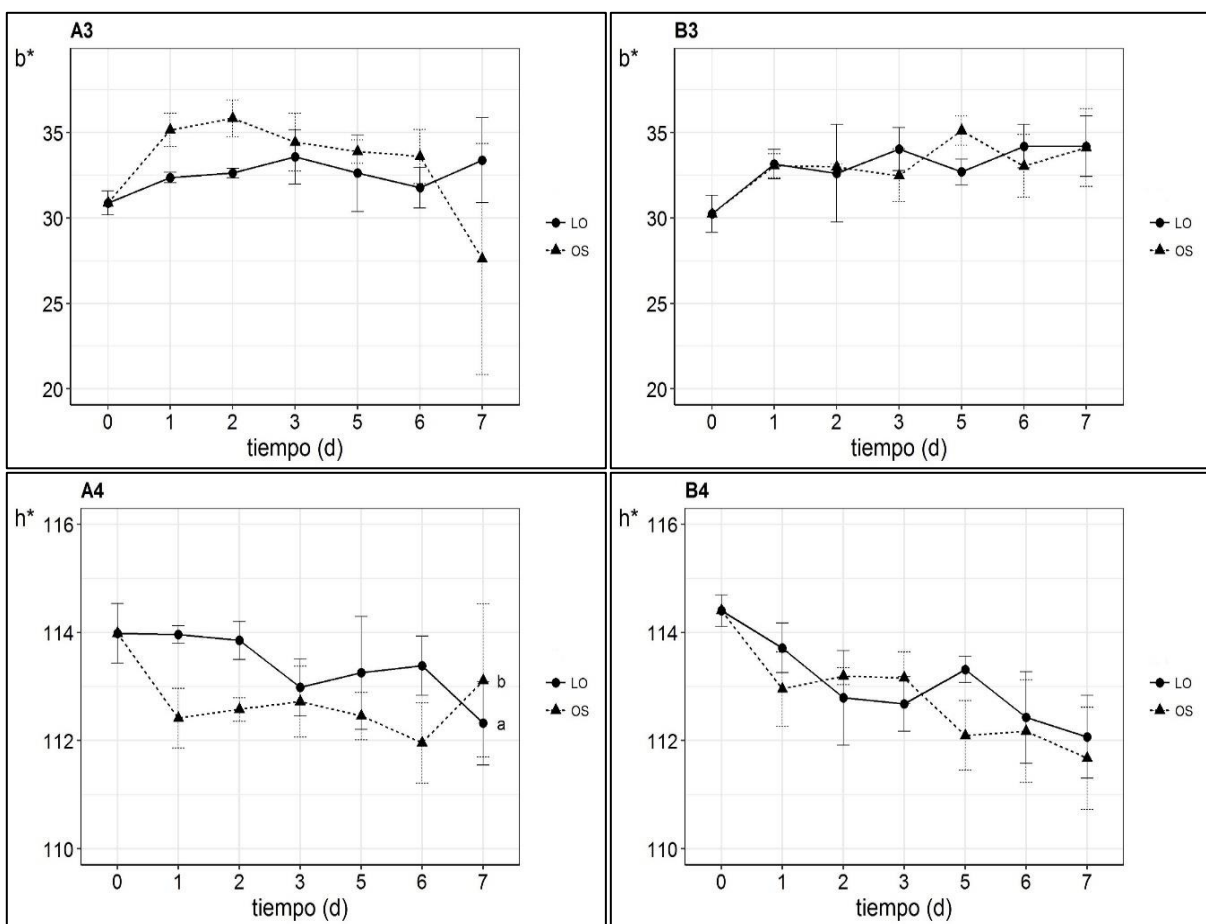 A3
b*
35
30
25
20
0 1 2 3 5 6 7
tiempo (d)
LO
OS
B3
b*
35
30
25
20
0 1 2 3 5 6 7
tiempo (d)
LO
OS
A4
h*
116
114
112
110
b
a
0 1 2 3 5 6 7
tiempo (d)
LO
OS
B4
h*
116
114
112
110
0 1 2 3 5 6 7
tiempo (d)
LO
OS